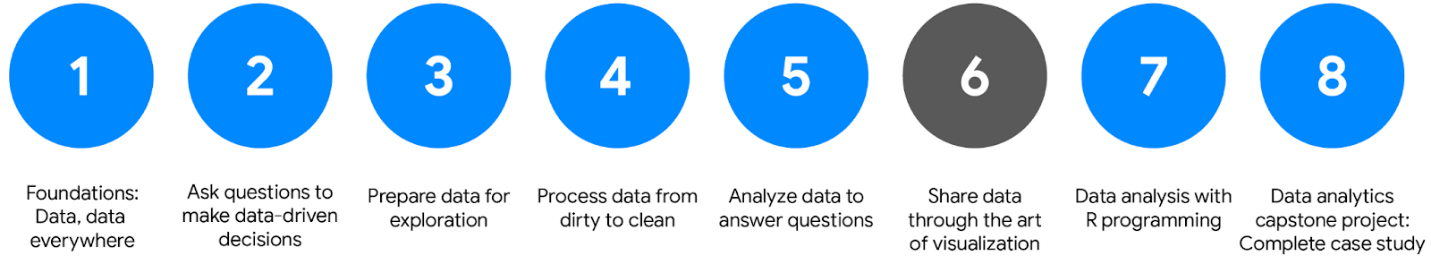 1 2 3 4 5 6 7 8
Foundations:
Data, data
everywhere
Ask questions to
make data-driven
decisions
Prepare data for
exploration
Process data from
dirty to clean
Analyze data to
answer questions
Share data
through the art
of visualization
Data analysis with
R programming
Data analytics
capstone project:
Complete case study